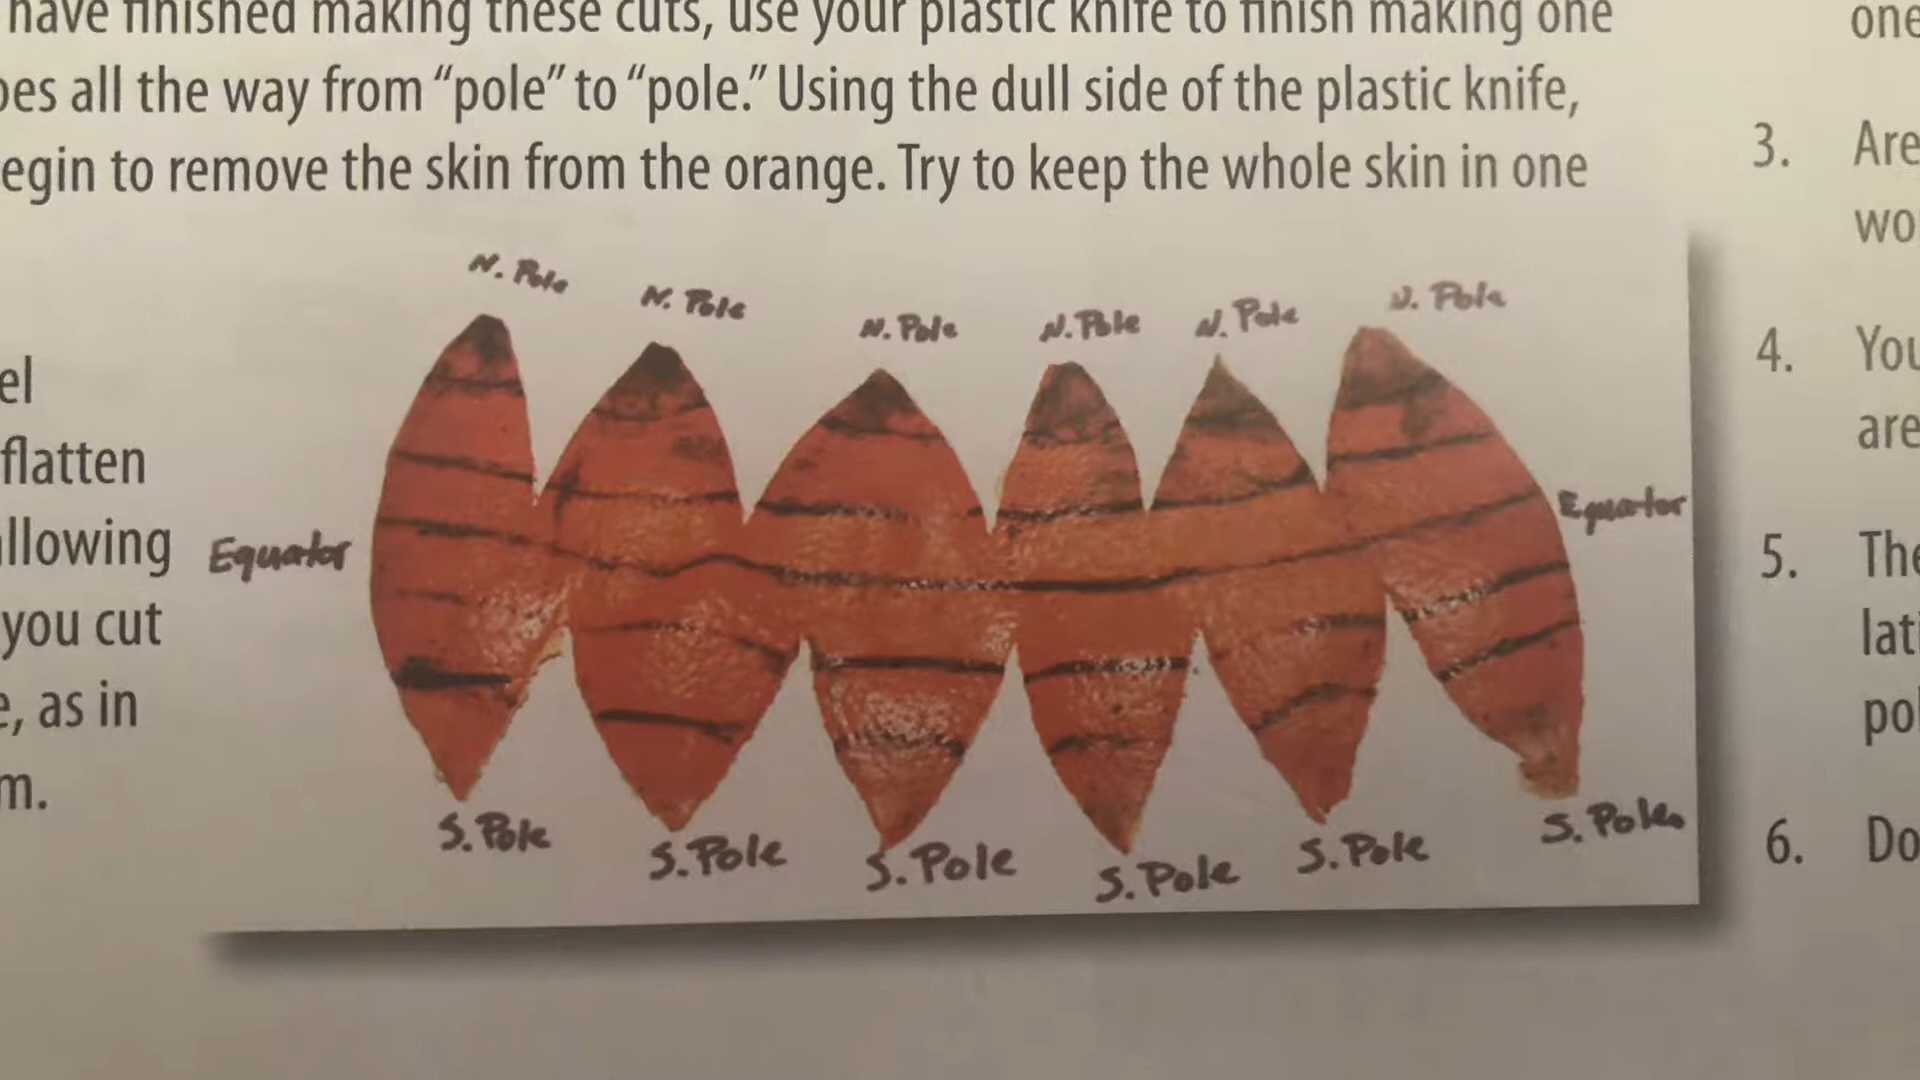 have finished making these cuts, use your plastic knife to finish making one
oes all the way from “pole” to “pole.” Using the dull side of the plastic knife,
egin to remove the skin from the orange. Try to keep the whole skin in one
el
flatten
llowing
you cut
e, as in
m.
N. Pole
N. Pole
N. Pole
N. Pole
N. Pole
N. Pole
Equator
Equator
S. Pole
S. Pole
S. Pole
S. Pole
S. Pole
S. Pole
one
3. Are
wo
4. You
are
5. The
lati
pol
6. Do